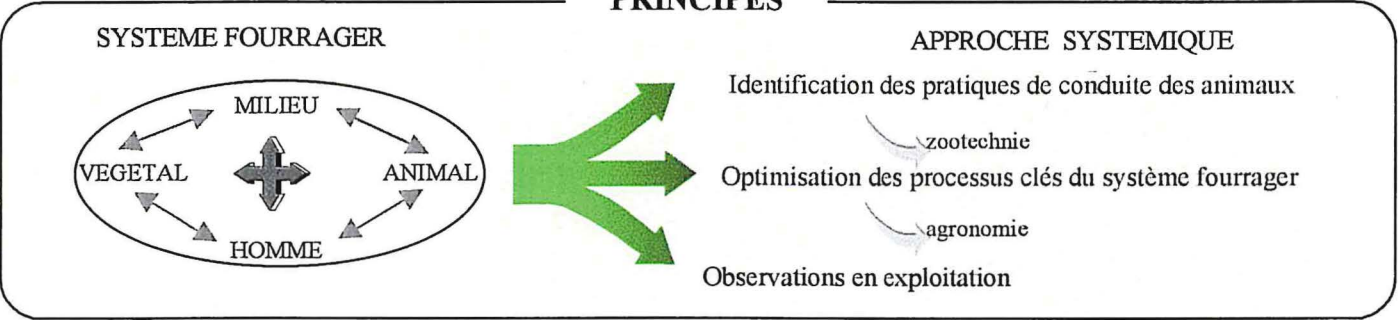 PRINCIPES
SYSTEME FOURRAGER
MILIEU
VEGETAL
ANIMAL
HOMME
APPROCHE SYSTEMIQUE
Identification des pratiques de conduite des animaux
zootechnie
Optimisation des processus clés du système fourrager
agronomie
Observations en exploitation